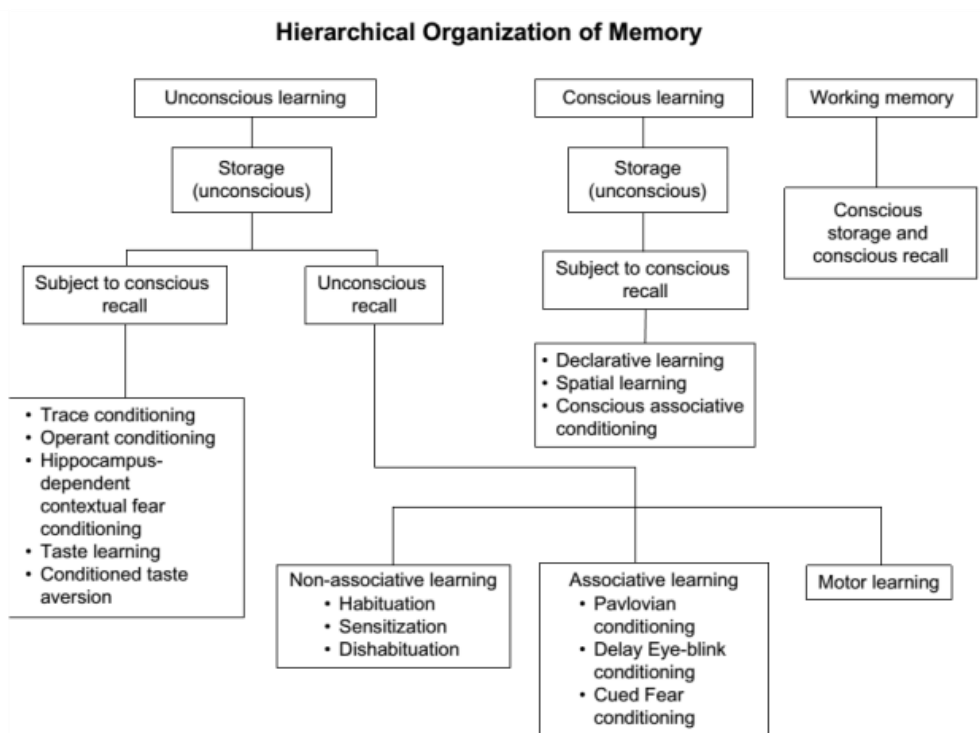 Hierarchical Organization of Memory
Unconscious learning
Conscious learning
Working memory
Storage
(unconscious)
Storage
(unconscious)
Conscious
storage and
conscious recall
Subject to conscious
recall
Unconscious
recall
Subject to conscious
recall
• Declarative learning
• Spatial learning
• Conscious associative
conditioning
• Trace conditioning
• Operant conditioning
• Hippocampus-
dependent
contextual fear
conditioning
• Taste learning
• Conditioned taste
aversion
Non-associative learning
• Habituation
• Sensitization
• Dishabituation
Associative learning
• Pavlovian
conditioning
• Delay Eye-blink
conditioning
• Cued Fear
conditioning
Motor learning